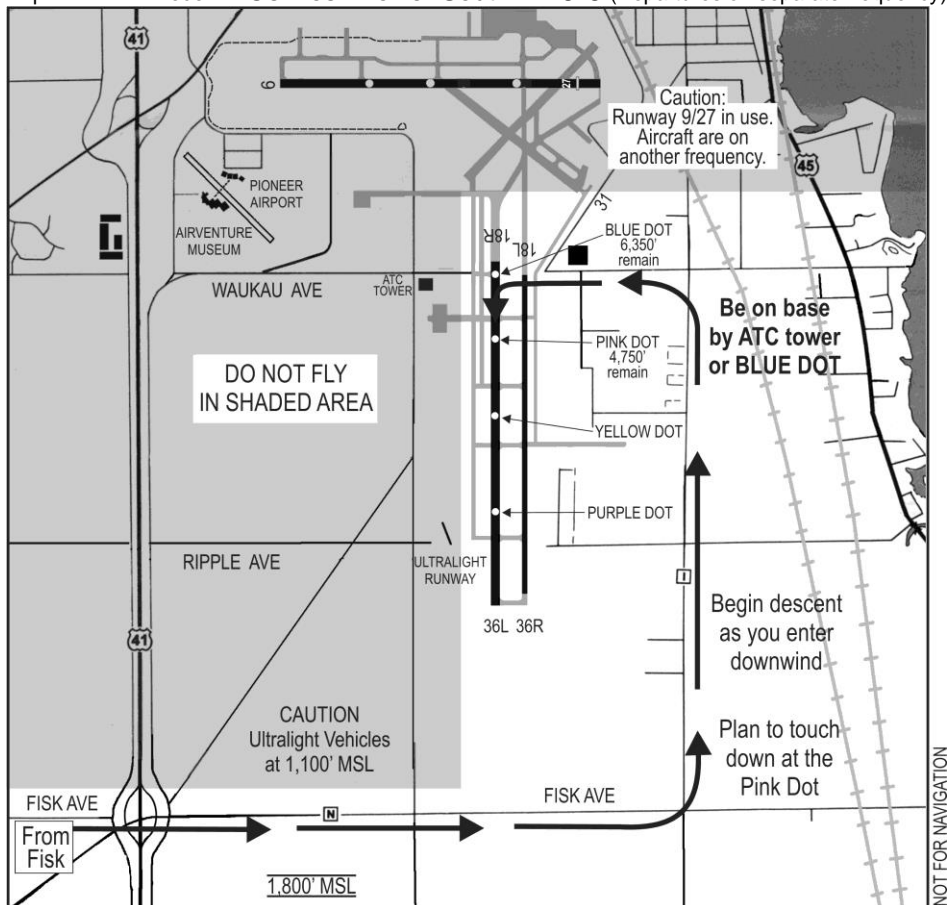 separate frequency)
41
9
27
Caution:
Runway 9/27 in use.
Aircraft are on
another frequency.
45
PIONEER
AIRPORT
AIRVENTURE
MUSEUM
31
18R
18L
BLUE DOT
6,350'
remain
WAUKAU AVE
ATC
TOWER
Be on base
by ATC tower
or BLUE DOT
PINK DOT
4,750'
remain
DO NOT FLY
IN SHADED AREA
YELLOW DOT
PURPLE DOT
RIPPLE AVE
ULTRALIGHT
RUNWAY
I
36L 36R
41
Begin descent
as you enter
downwind
CAUTION
Ultralight Vehicles
at 1,100' MSL
Plan to touch
down at the
Pink Dot
FISK AVE
N
FISK AVE
From
Fisk
1,800' MSL
NOT FOR NAVIGATION